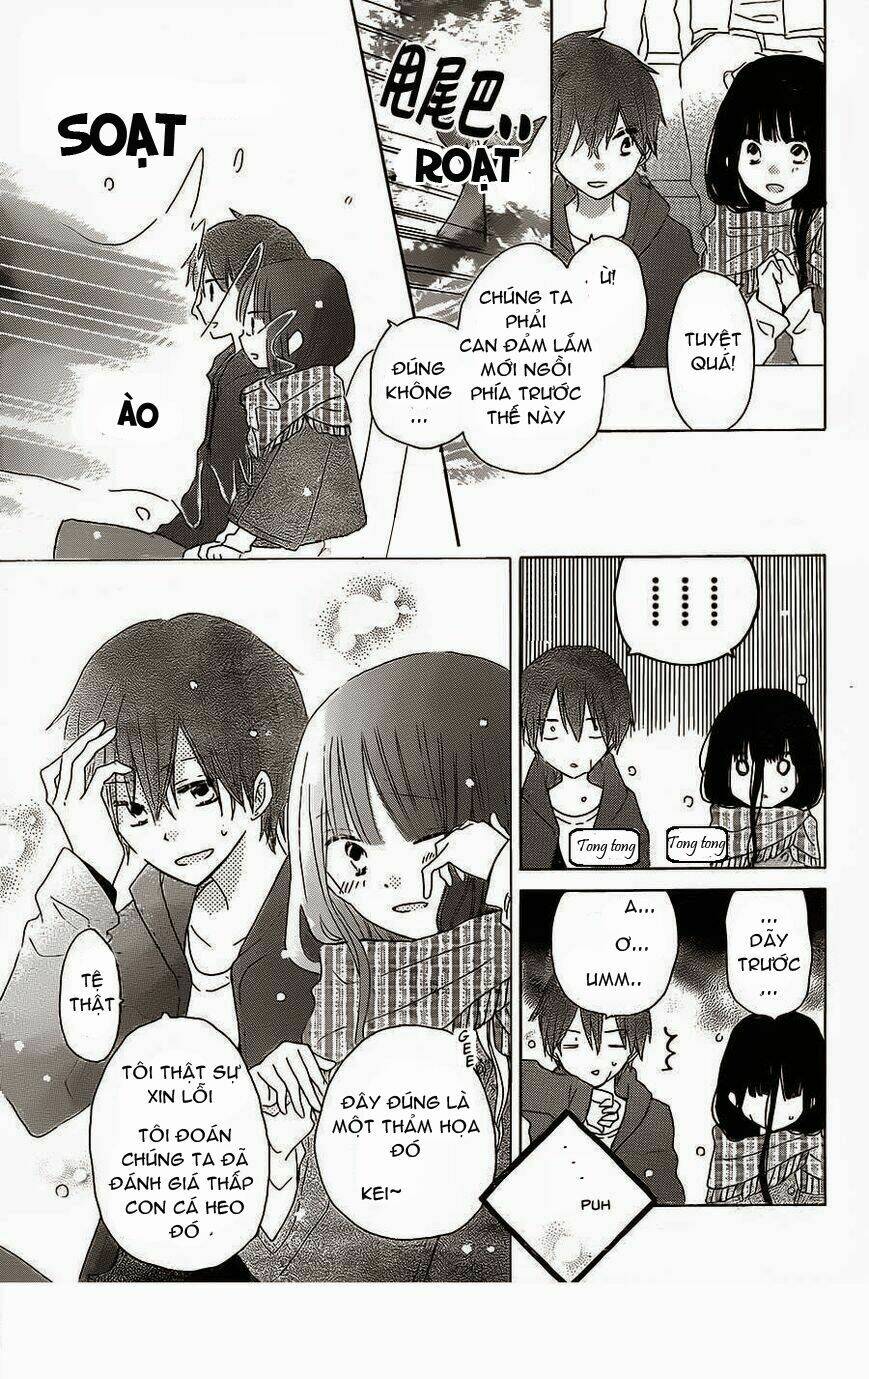 TUYỆT
QUÁ!
Ừ!
CHÚNG TA
PHẢI
CAN ĐẢM LẮM
MỚI NGỒI
PHÍA TRƯỚC
THẾ NÀY
ĐÚNG
KHÔNG
...
甩尾巴..
ROẠT
SOẠT
ÀO
Tong tong
Tong tong
...
DÃY
TRƯỚC
...
A...
Ơ...
UMM..
....
PUH
GEE
ĐÂY ĐÚNG LÀ
MỘT THẢM HỌA
ĐÓ
KEI~
TỆ
THẬT
TÔI THẬT SỰ
XIN LỖI
TÔI ĐOÁN
CHÚNG TA ĐÃ
ĐÁNH GIÁ THẤP
CON CÁ HEO
ĐÓ .